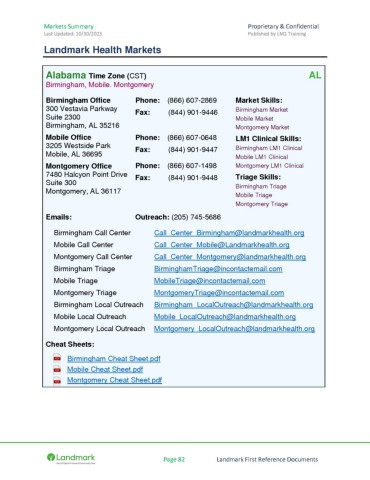 Markets Summary Proprietary & Confidential
Last Updated: 10/30/2023 Published by LM1 Training
Landmark Health Markets
Alabama Time Zone (CST) AL
Birmingham, Mobile. Montgomery
Birmingham Office Phone: (866) 607-2869 Market Skills:
300 Vestavia Parkway Fax: (844) 901-9446 Birmingham Market
Suite 2300 Mobile Market
Birmingham, AL 35216 Montgomery Market
Mobile Office Phone: (866) 607-0648 LM1 Clinical Skills:
3205 Westside Park Fax: (844) 901-9447 Birmingham LM1 Clinical
Mobile, AL 36695 Mobile LM1 Clinical
Montgomery Office Phone: (866) 607-1498 Montgomery LM1 Clinical
7480 Halcyon Point Drive Fax: (844) 901-9448 Triage Skills:
Suite 300 Birmingham Triage
Montgomery, AL 36117 Mobile Triage
Montgomery Triage
Emails: Outreach: (205) 745-5686
Birmingham Call Center Call_Center_Birmingham@landmarkhealth.org
Mobile Call Center Call_Center_Mobile@Landmarkhealth.org
Montgomery Call Center Call_Center_Montgomery@landmarkhealth.org
Birmingham Triage BirminghamTriage@incontactemail.com
Mobile Triage MobileTriage@incontactemail.com
Montgomery Triage MontgomeryTriage@incontactemail.com
Birmingham Local Outreach Birmingham_LocalOutreach@landmarkhealth.org
Mobile Local Outreach Mobile_LocalOutreach@landmarkhealth.org
Montgomery Local Outreach Montgomery_LocalOutreach@landmarkhealth.org
Cheat Sheets:
Birmingham Cheat Sheet.pdf
Mobile Cheat Sheet.pdf
Montgomery Cheat Sheet.pdf
Landmark Page 82 Landmark First Reference Documents